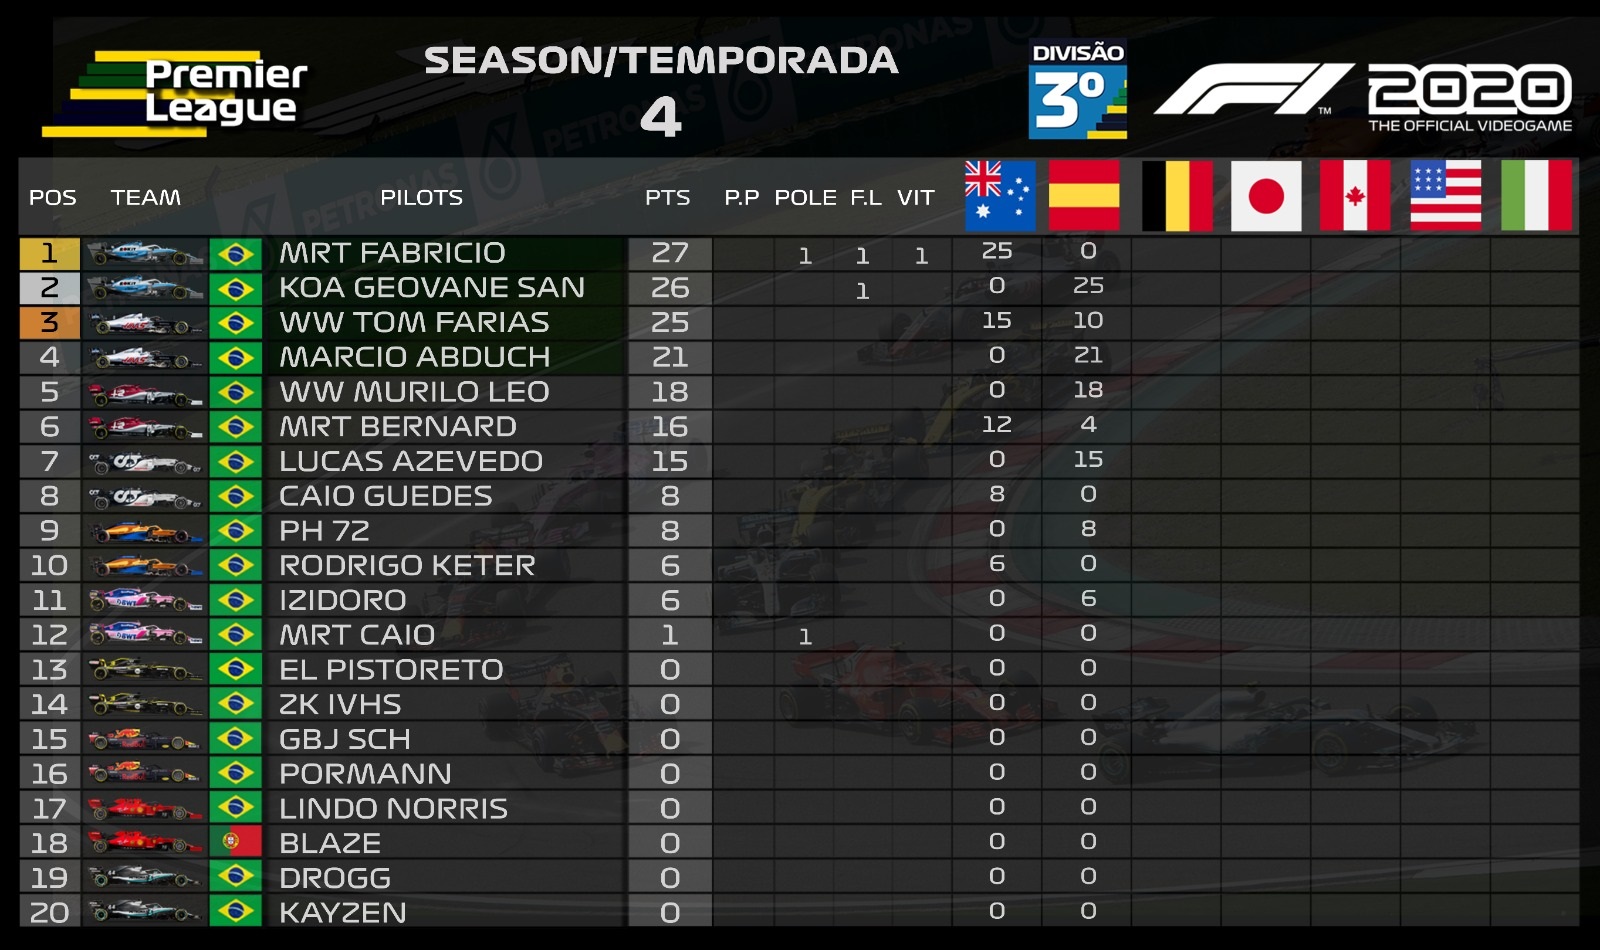 Premier
League
SEASON/TEMPORADA
4
DIVISÃO
3º
F1 2020
TM
THE OFFICIAL VIDEOGAME
POS TEAM PILOTS PTS P.P POLE F.L VIT
1 MRT FABRICIO 27 1 1 1 25 0
2 KOA GEOVANE SAN 26 1 0 25
3 WW TOM FARIAS 25 15 10
4 MARCIO ABDUCH 21 0 21
5 WW MURILO LEO 18 0 18
6 MRT BERNARD 16 12 4
7 LUCAS AZEVEDO 15 0 15
8 CAIO GUEDES 8 8 0
9 PH 72 8 0 8
10 RODRIGO KETER 6 6 0
11 IZIDORO 6 0 6
12 MRT CAIO 1 1 0 0
13 EL PISTORETO 0 0 0
14 ZK IVHS 0 0 0
15 GBJ SCH 0 0 0
16 PORMANN 0 0 0
17 LINDO NORRIS 0 0 0
18 BLAZE 0 0 0
19 DROGG 0 0 0
20 KAYZEN 0 0 0